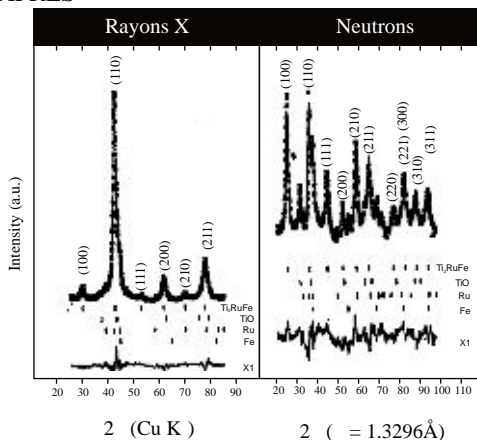 Rayons X
Neutrons
Intensity (a.u.)
(100)
(110)
(111)
(200)
(210)
(211)
Ti₂RuFe
TiO
Ru
Fe
X1
20 30 40 50 60 70 80 90
2 (Cu K )
(100)
(110)
(111)
(200)
(210)
(211)
(220)
(221) (300)
(310)
(311)
Ti₂RuFe
TiO
Ru
Fe
X1
20 30 40 50 60 70 80 90 100 110
2 ( = 1.3296Å)